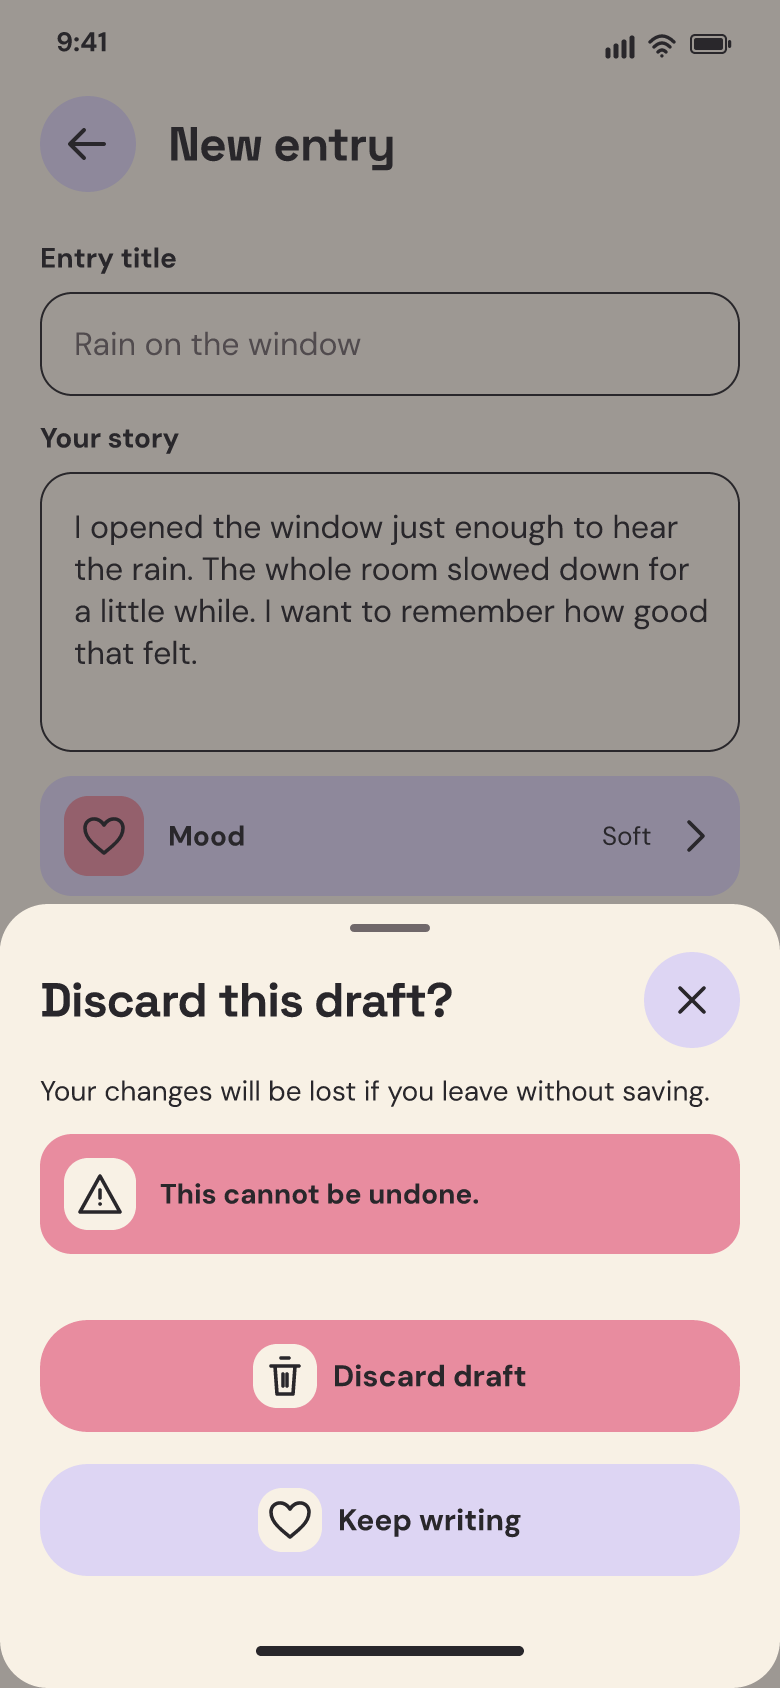 9:41
New entry
Entry title
Rain on the window
Your story
I opened the window just enough to hear
the rain. The whole room slowed down for
a little while. I want to remember how good
that felt.
Mood
Soft
Discard this draft?
Your changes will be lost if you leave without saving.
This cannot be undone.
Discard draft
Keep writing